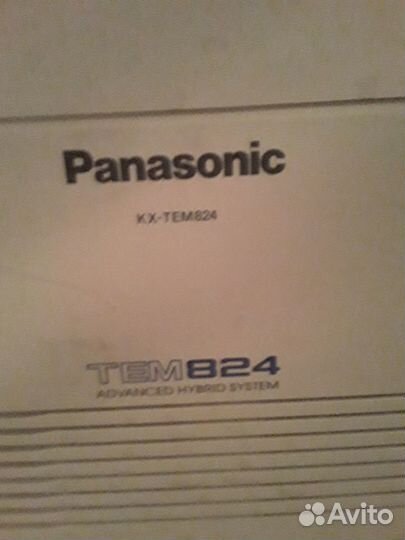 Panasonic
KX-TEM824
TEM824
ADVANCED HYBRID SYSTEM
Avito